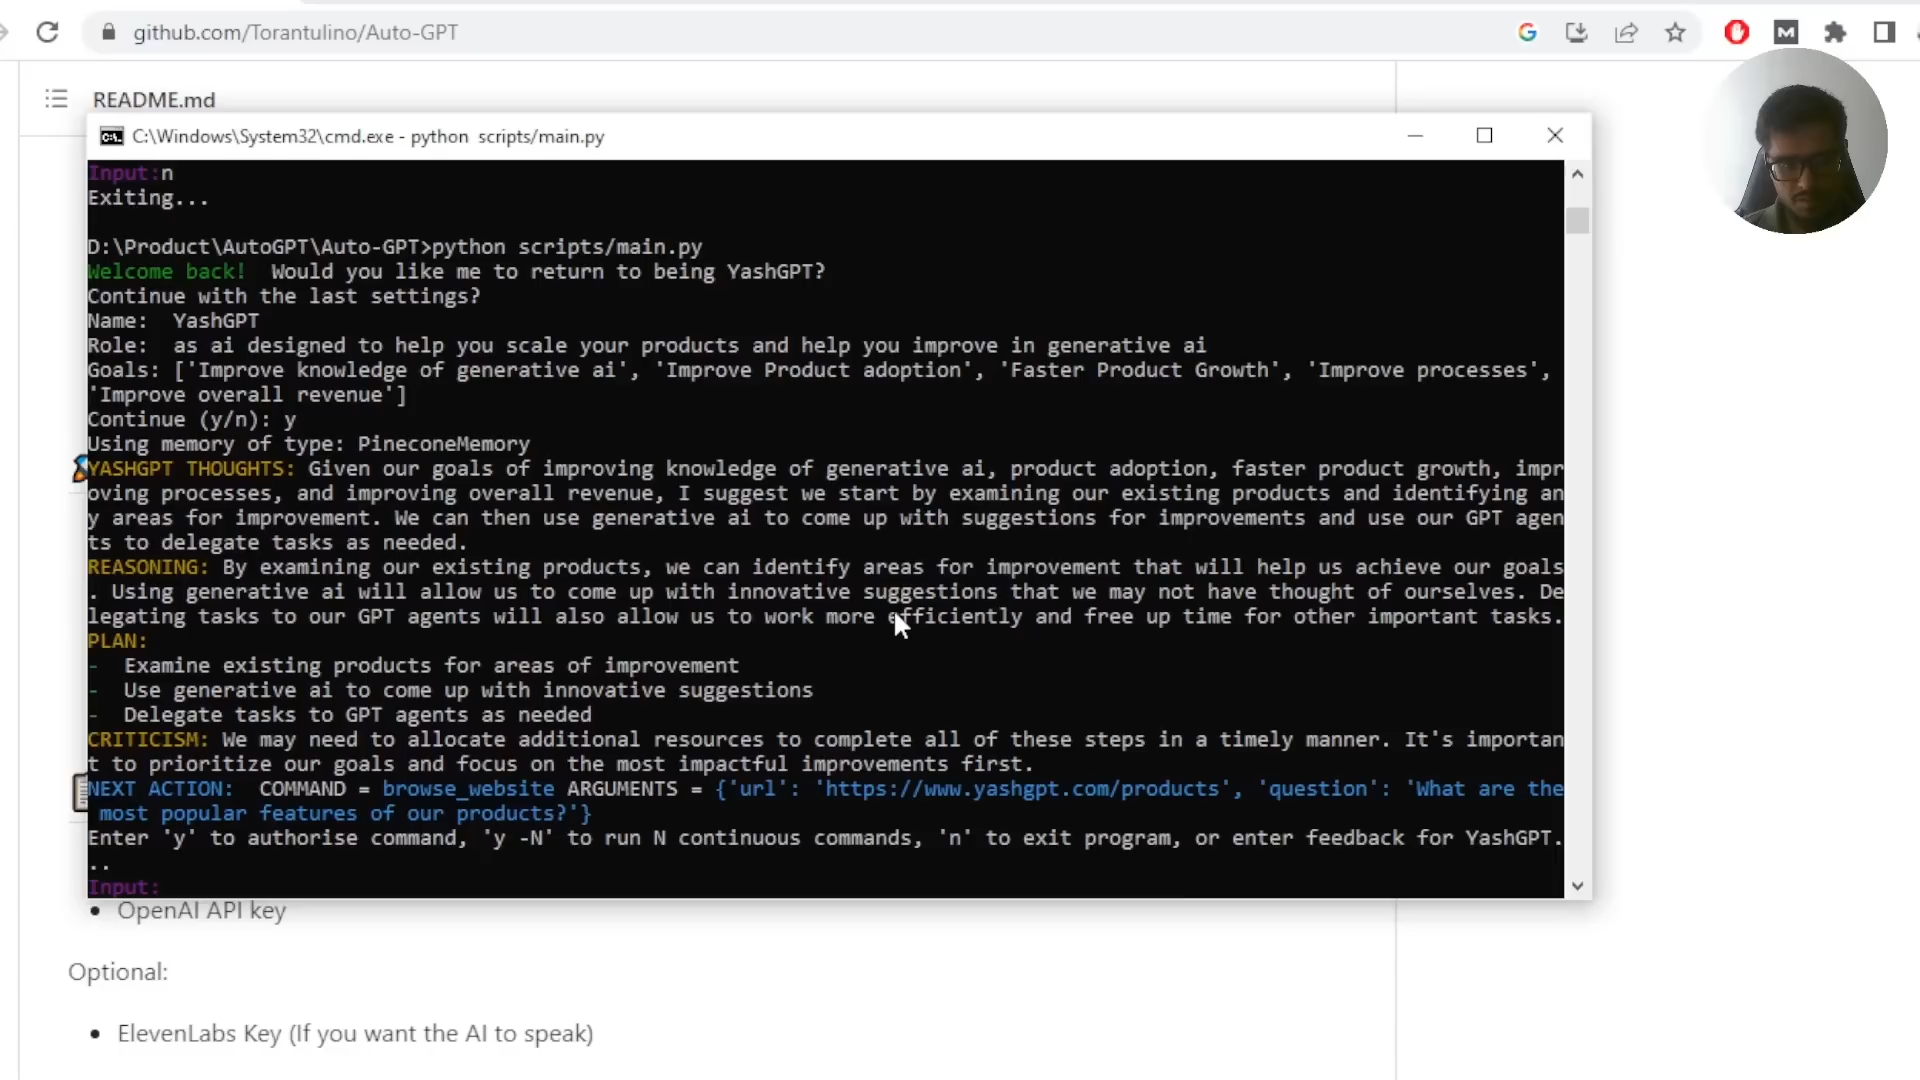 github.com/Torantulino/Auto-GPT
README.md
C:\Windows\System32\cmd.exe - python  scripts/main.py
Input:n
Exiting...
D:\Product\AutoGPT\Auto-GPT>python scripts/main.py
Welcome back!  Would you like me to return to being YashGPT?
Continue with the last settings?
Name:  YashGPT
Role:  as ai designed to help you scale your products and help you improve in generative ai
Goals: ['Improve knowledge of generative ai', 'Improve Product adoption', 'Faster Product Growth', 'Improve processes',
'Improve overall revenue']
Continue (y/n): y
Using memory of type: PineconeMemory
YASHGPT THOUGHTS: Given our goals of improving knowledge of generative ai, product adoption, faster product growth, impr
oving processes, and improving overall revenue, I suggest we start by examining our existing products and identifying an
y areas for improvement. We can then use generative ai to come up with suggestions for improvements and use our GPT agen
ts to delegate tasks as needed.
REASONING: By examining our existing products, we can identify areas for improvement that will help us achieve our goals
. Using generative ai will allow us to come up with innovative suggestions that we may not have thought of ourselves. De
legating tasks to our GPT agents will also allow us to work more efficiently and free up time for other important tasks.
PLAN:
-  Examine existing products for areas of improvement
-  Use generative ai to come up with innovative suggestions
-  Delegate tasks to GPT agents as needed
CRITICISM: We may need to allocate additional resources to complete all of these steps in a timely manner. It's importan
t to prioritize our goals and focus on the most impactful improvements first.
NEXT ACTION:  COMMAND = browse_website ARGUMENTS = {'url': 'https://www.yashgpt.com/products', 'question': 'What are the
most popular features of our products?'}
Enter 'y' to authorise command, 'y -N' to run N continuous commands, 'n' to exit program, or enter feedback for YashGPT.
..
Input:
• OpenAI API key
Optional:
• ElevenLabs Key (If you want the AI to speak)